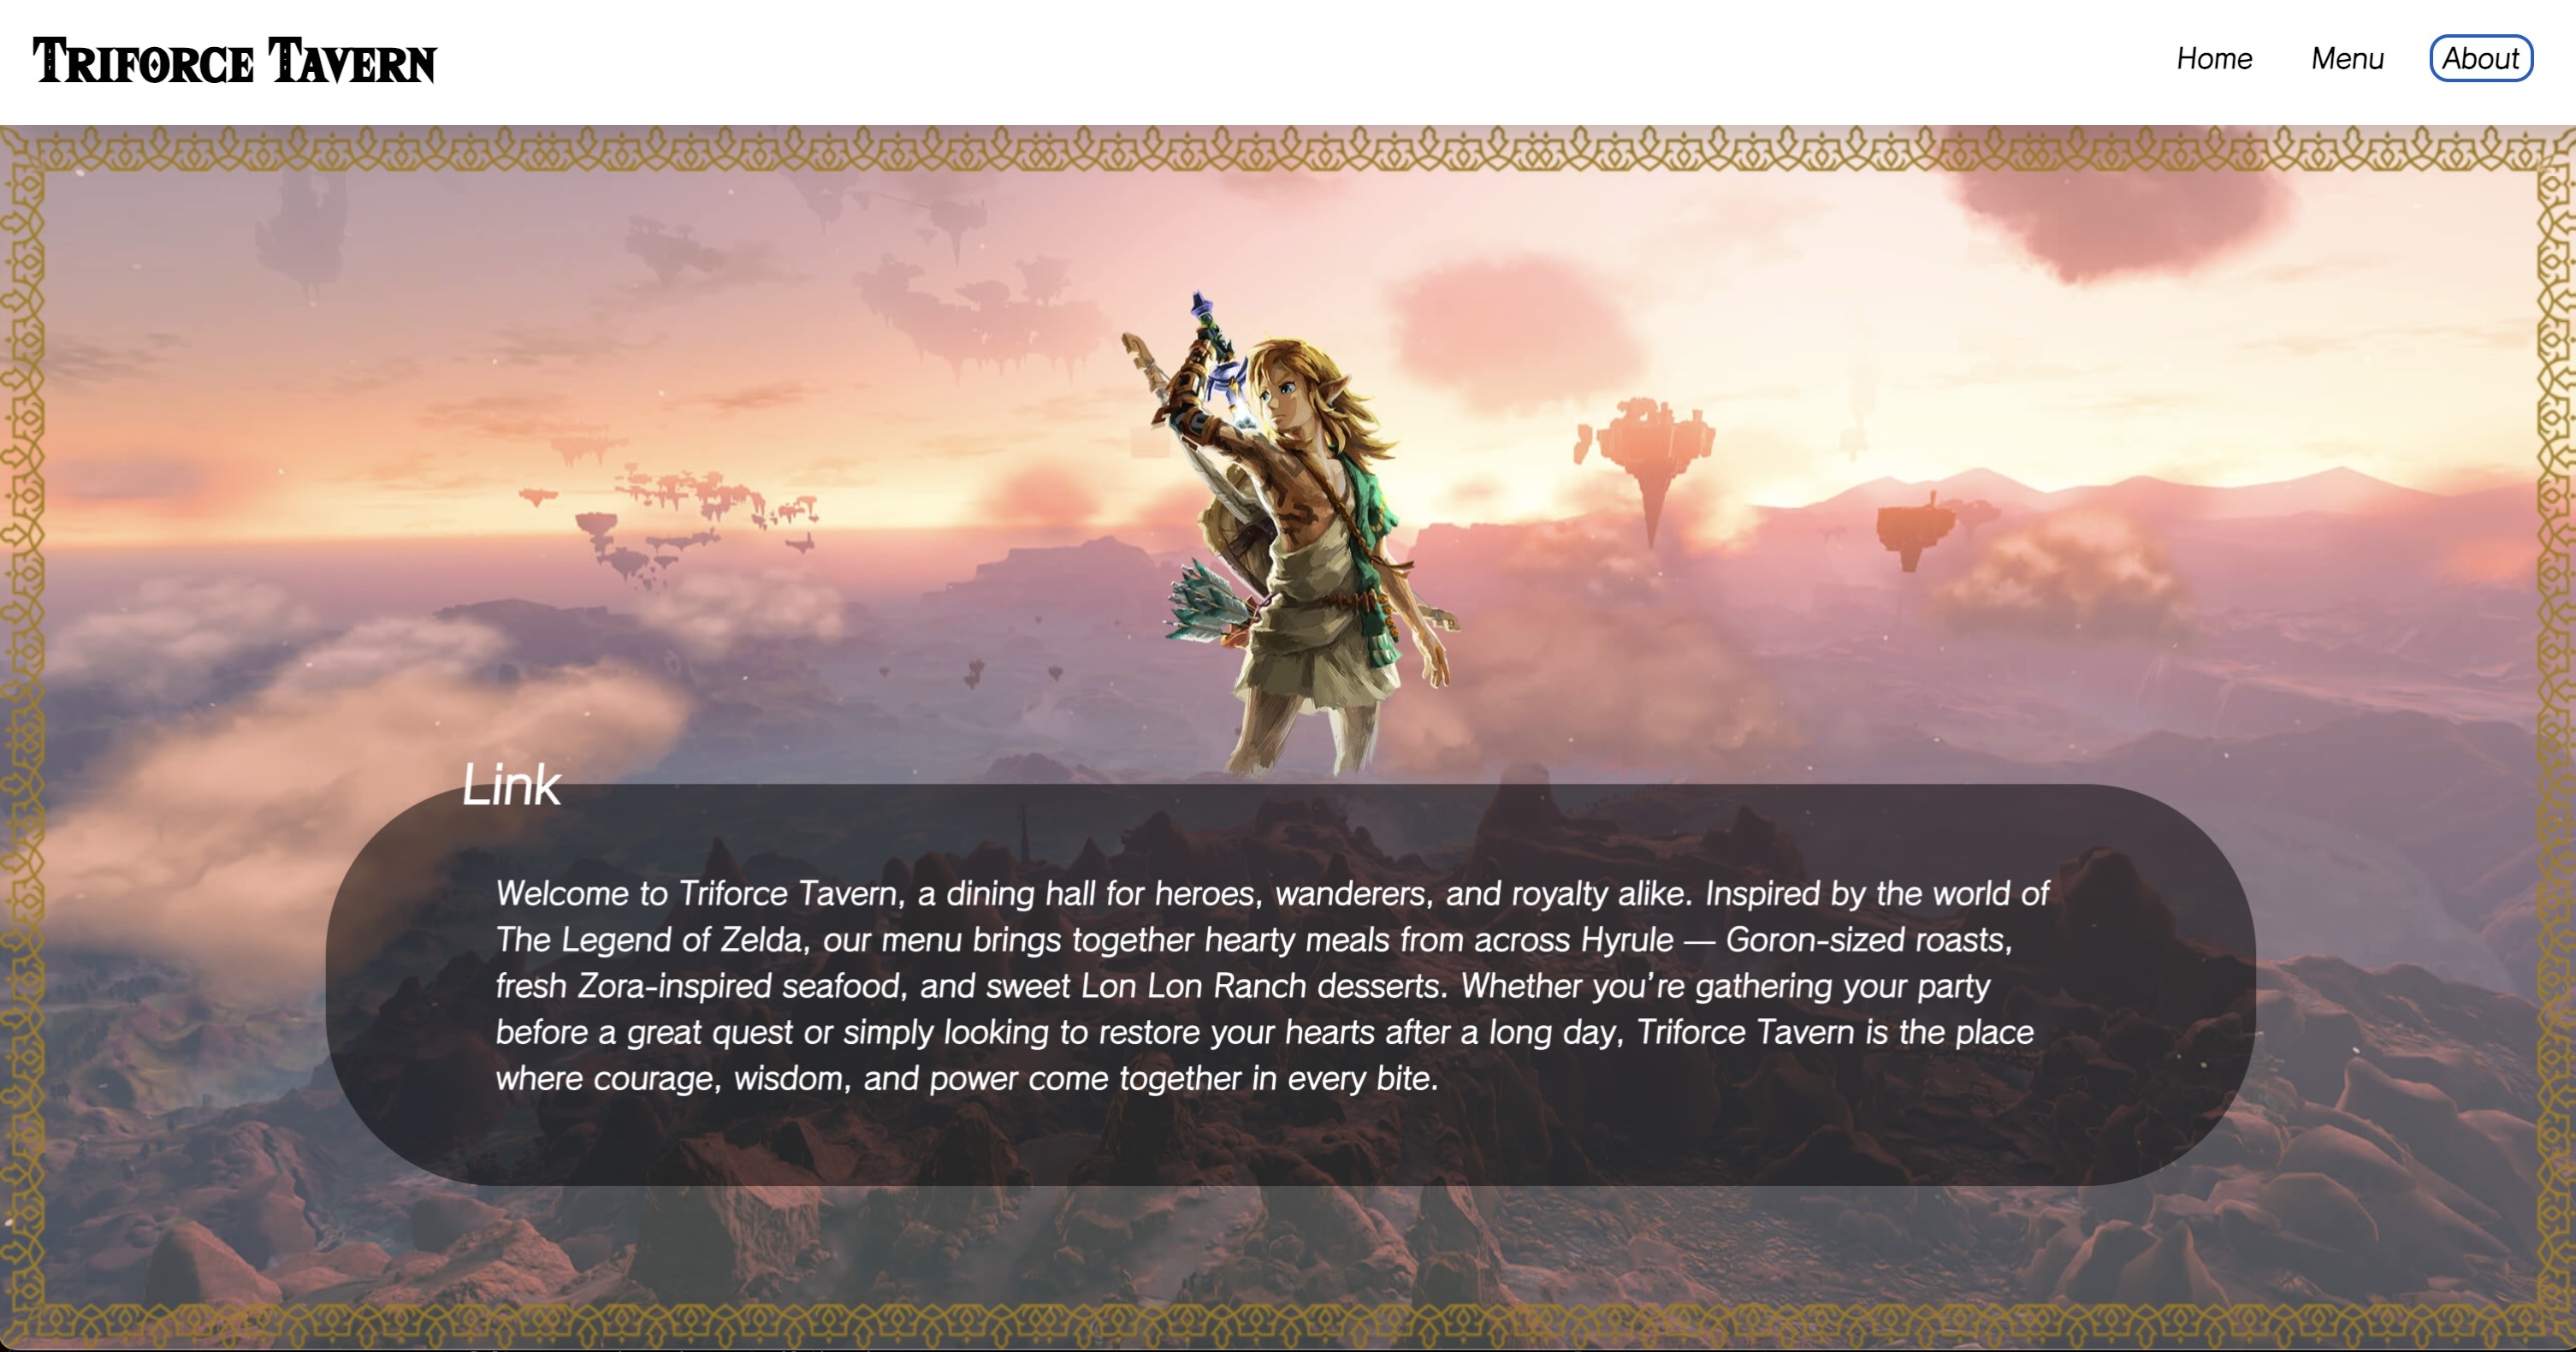 Triforce Tavern
Home Menu About
Link
Welcome to Triforce Tavern, a dining hall for heroes, wanderers, and royalty alike. Inspired by the world of
The Legend of Zelda, our menu brings together hearty meals from across Hyrule — Goron-sized roasts,
fresh Zora-inspired seafood, and sweet Lon Lon Ranch desserts. Whether you’re gathering your party
before a great quest or simply looking to restore your hearts after a long day, Triforce Tavern is the place
where courage, wisdom, and power come together in every bite.